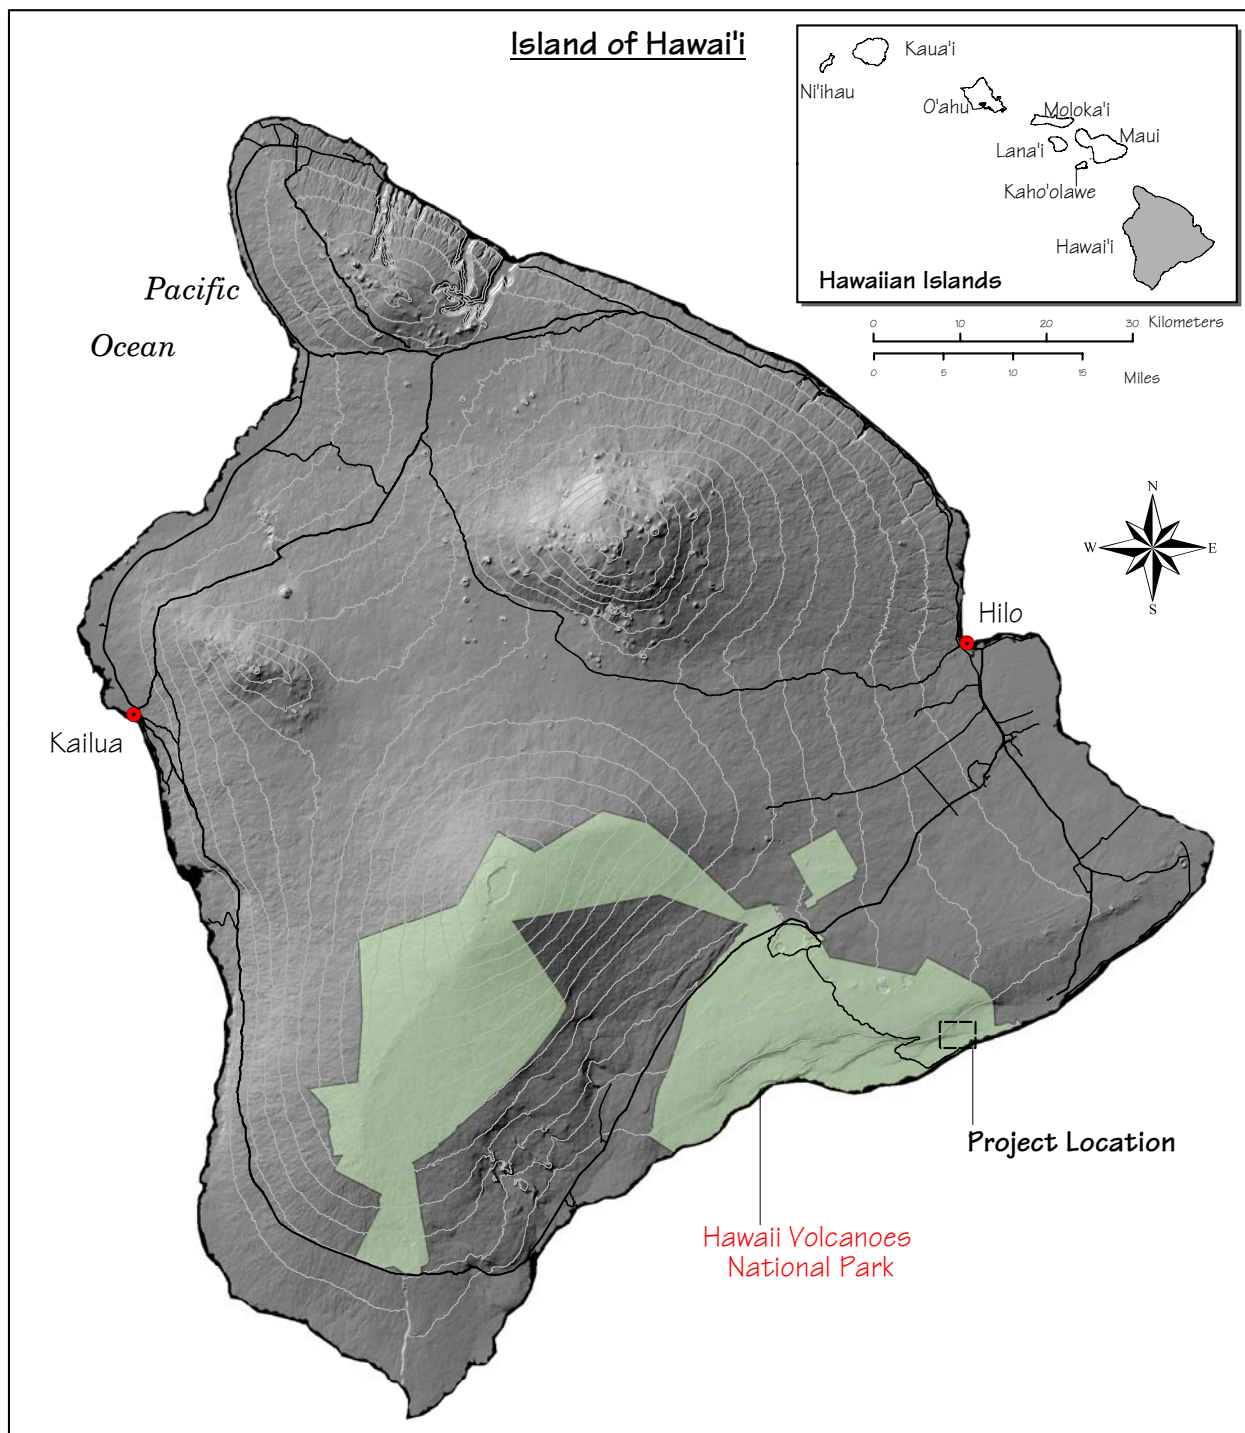 Island of Hawai'i
Kaua'i
Ni'ihau
O'ahu
Moloka'i
Maui
Lana'i
Kaho'olawe
Hawai'i
Hawaiian Islands
Pacific
Ocean
0 10 20 30 Kilometers
0 5 10 15
Miles
N
W E
S
Hilo
Kailua
Project Location
Hawaii Volcanoes
National Park